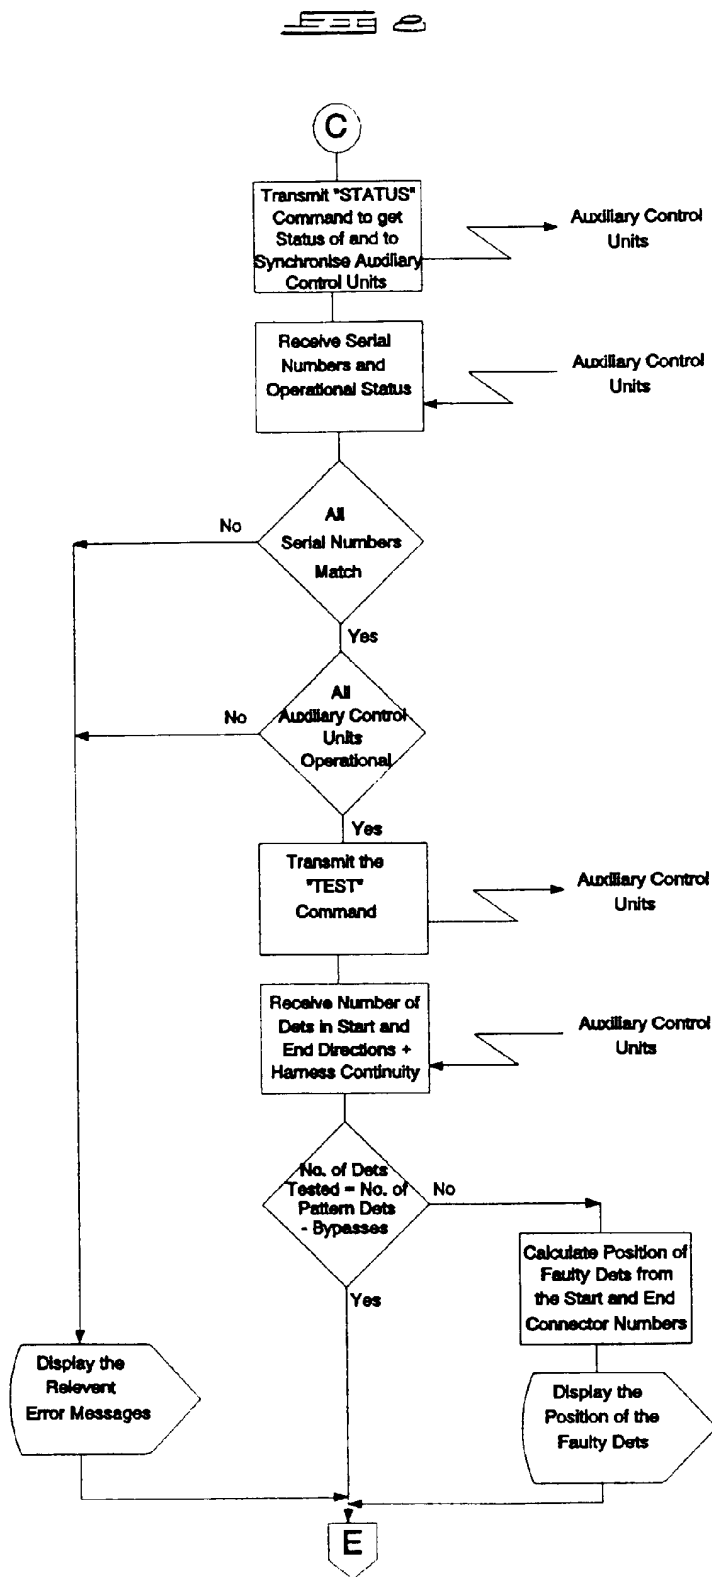 C
Transmit "STATUS"
Command to get
Status of and to
Synchronise Auxiliary
Control Units
Auxiliary Control
Units
Receive Serial
Numbers and
Operational Status
Auxiliary Control
Units
All
Serial Numbers
Match
No
Yes
All
Auxiliary Control
Units
Operational
No
Yes
Transmit the
"TEST"
Command
Auxiliary Control
Units
Receive Number of
Dets in Start and
End Directions +
Harness Continuity
Auxiliary Control
Units
No. of Dets
Tested = No. of
Pattern Dets
- Bypasses
No
Yes
Calculate Position of
Faulty Dets from
the Start and End
Connector Numbers
Display the
Relevent
Error Messages
Display the
Position of the
Faulty Dets
E